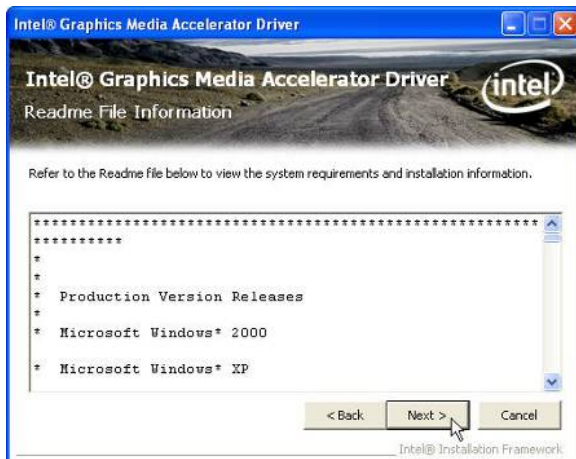 Intel® Graphics Media Accelerator Driver
Intel® Graphics Media Accelerator Driver
intel
Readme File Information
Refer to the Readme file below to view the system requirements and installation information.
********************************************************
**********
*
*
* Production Version Releases
*
* Microsoft Windows* 2000
*
* Microsoft Windows* XP
< Back
Next >
Cancel
Intel® Installation Framework